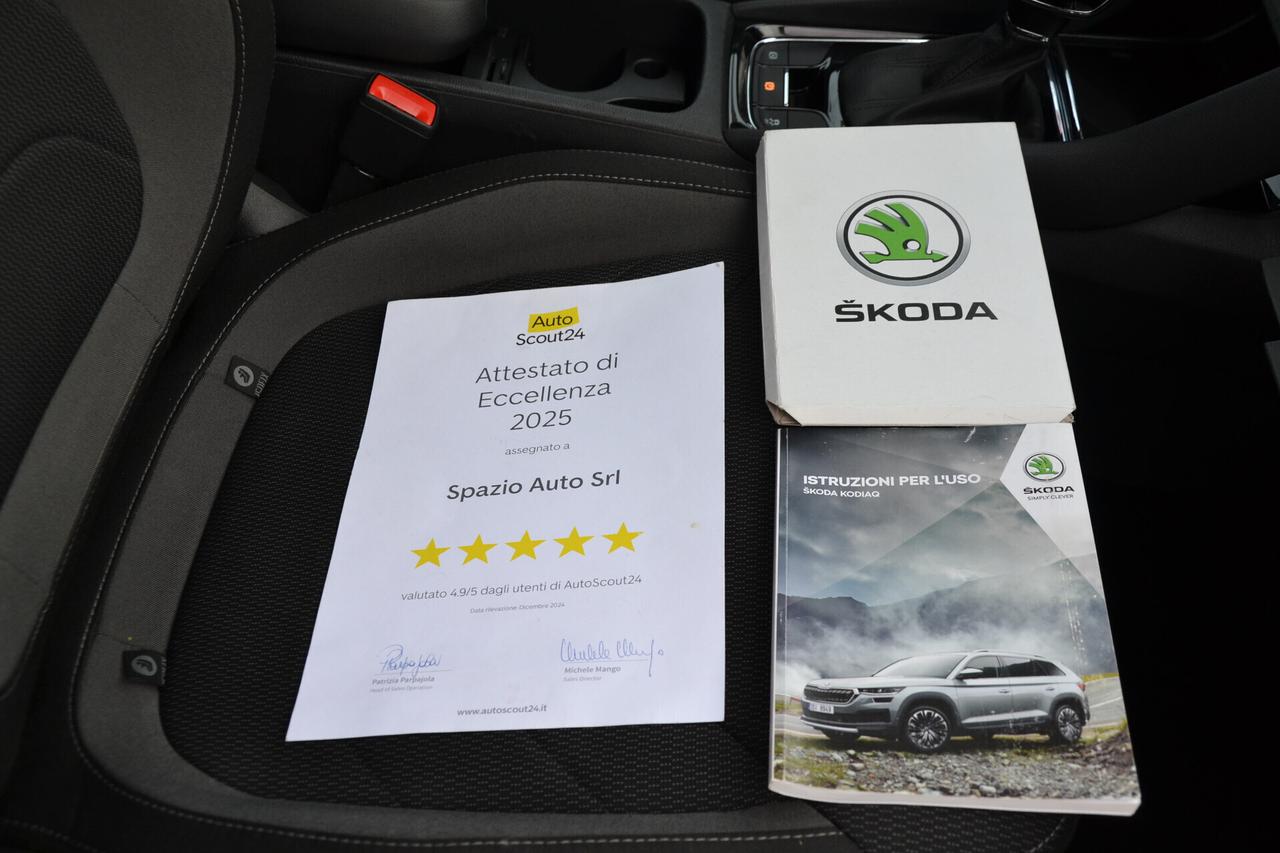 Auto
Scout24
Attestato di
Eccellenza
2025
assegnato a
Spazio Auto Srl
valutato 4.9/5 dagli utenti di AutoScout24
Data rilevazione: Dicembre 2024
Patrizia Parpajola
Head of Sales Operation
Michele Mango
Sales Director
www.autoscout24.it
ŠKODA
ISTRUZIONI PER L'USO
ŠKODA KODIAQ
ŠKODA
SIMPLY CLEVER